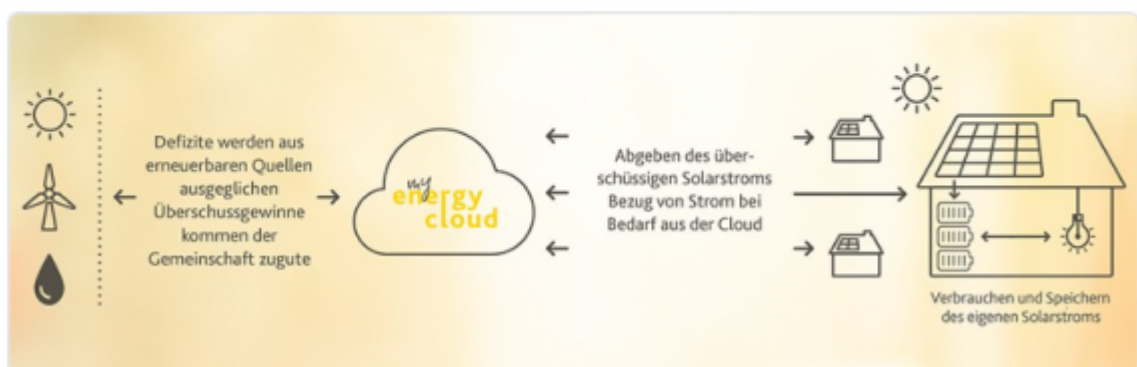 Defizite werden aus
erneuerbaren Quellen
ausgeglichen
Überschussgewinne
kommen der
Gemeinschaft zugute
my
energy
cloud
Abgeben des über-
schüssigen Solarstroms
Bezug von Strom bei
Bedarf aus der Cloud
Verbrauchen und Speichern
des eigenen Solarstroms